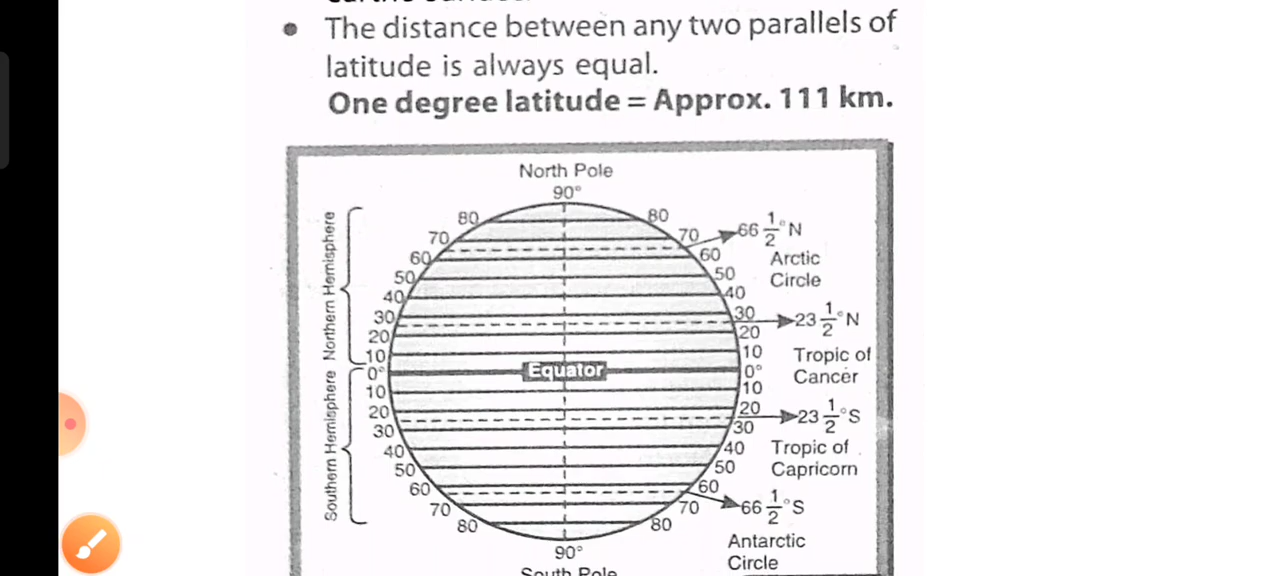 • The distance between any two parallels of
latitude is always equal.
One degree latitude = Approx. 111 km.
North Pole
90°
80 80
70 70
66 1/2°N
Arctic
Circle
60 60
50 50
40 40
30 30
23 1/2°N
Tropic of
Cancer
20 20
10 10
0° Equator 0°
10 10
20 20
23 1/2°S
Tropic of
Capricorn
30 30
40 40
50 50
60 60
66 1/2°S
Antarctic
Circle
70 70
80 80
90°
South Pole
Northern Hemisphere
Southern Hemisphere